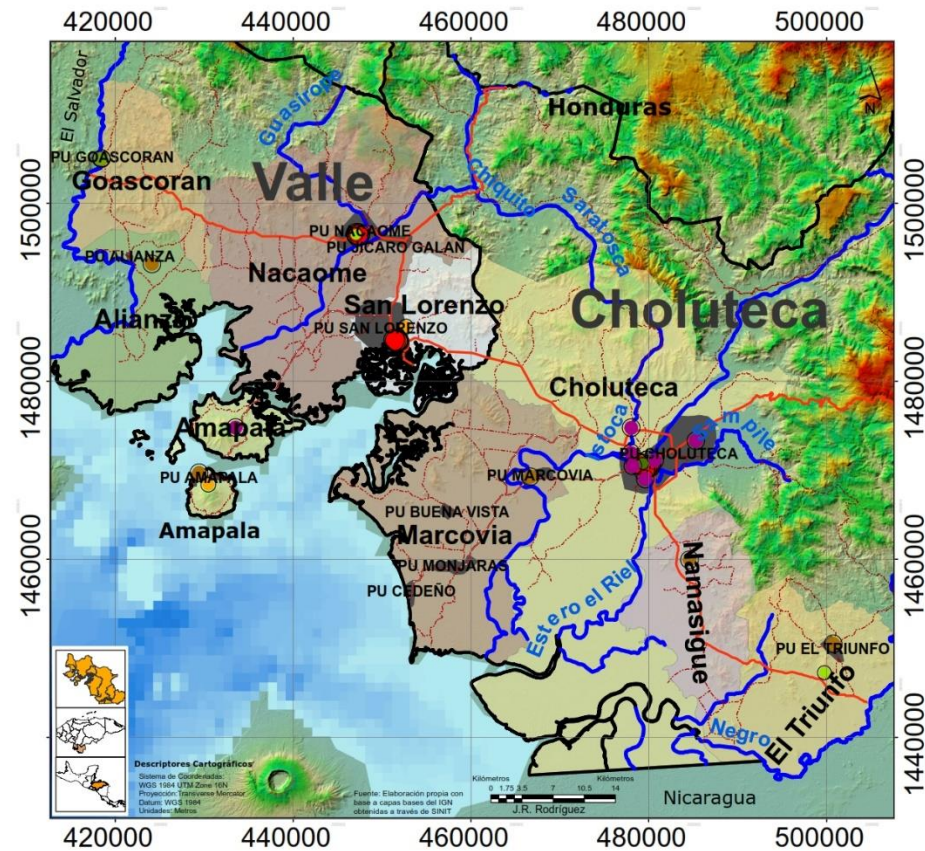 420000 440000 460000 480000 500000
El Salvador
Guasirope
Honduras
N
PU GOASCORAN
Goascoran
Valle
Chiquito
Saratosca
1500000 1500000
PU NACAOME
PU JICARO GALAN
PU ALIANZA
Nacaome
San Lorenzo
Choluteca
Alianza
PU SAN LORENZO
1480000 1480000
Choluteca
Amapala
PU CHOLUTECA
PU AMAPALA
PU MARCOVIA
PU BUENA VISTA
Amapala
Marcovia
1460000 1460000
PU MONJARAS
Namasigue
PU CEDEÑO
Estero el Riel
PU EL TRIUNFO
El Triunfo
Negro
1440000 1440000
Descriptores Cartográficos
Sistema de Coordenadas:
WGS 1984 UTM Zone 16N
Proyección: Transverse Mercator
Datum: WGS 1984
Unidades: Metros
Fuente: Elaboración propia con
base a capas bases del IGN
obtenidas a través de SINIT
Kilómetros Kilómetros
0 1.75 3.5 7 10.5 14
J.R. Rodríguez
Nicaragua
420000 440000 460000 480000 500000